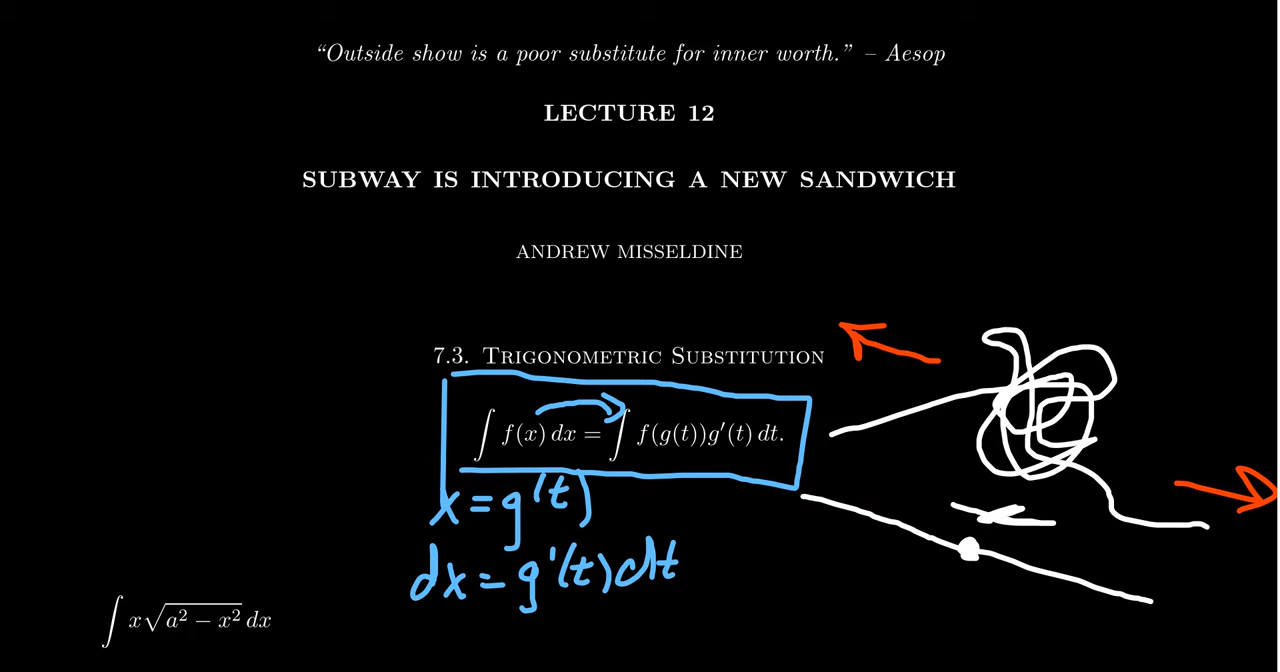 “Outside show is a poor substitute for inner worth.” – Aesop
LECTURE 12
SUBWAY IS INTRODUCING A NEW SANDWICH
ANDREW MISSELDINE
7.3. Trigonometric Substitution
∫ f(x) dx = ∫ f(g(t))g′(t) dt.
x = g(t)
dx = g'(t)dt
∫ x√(a² − x²) dx